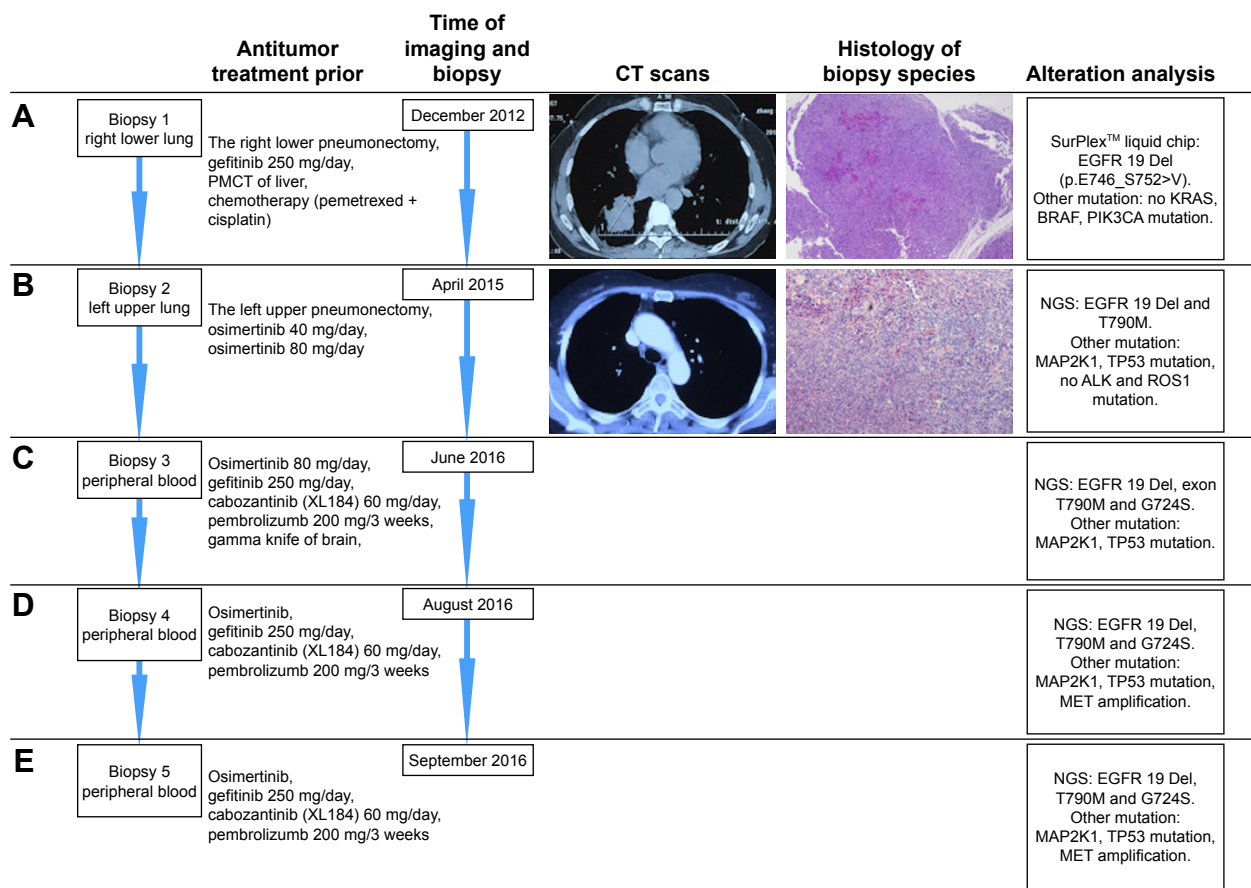 Antitumor
treatment prior
Time of
imaging and
biopsy
CT scans
Histology of
biopsy species
Alteration analysis
A
Biopsy 1
right lower lung
The right lower pneumonectomy,
gefitinib 250 mg/day,
PMCT of liver,
chemotherapy (pemetrexed +
cisplatin)
December 2012
SurPlex™ liquid chip:
EGFR 19 Del
(p.E746_S752>V).
Other mutation: no KRAS,
BRAF, PIK3CA mutation.
B
Biopsy 2
left upper lung
The left upper pneumonectomy,
osimertinib 40 mg/day,
osimertinib 80 mg/day
April 2015
NGS: EGFR 19 Del and
T790M.
Other mutation:
MAP2K1, TP53 mutation,
no ALK and ROS1
mutation.
C
Biopsy 3
peripheral blood
Osimertinib 80 mg/day,
gefitinib 250 mg/day,
cabozantinib (XL184) 60 mg/day,
pembrolizumb 200 mg/3 weeks,
gamma knife of brain,
June 2016
NGS: EGFR 19 Del, exon
T790M and G724S.
Other mutation:
MAP2K1, TP53 mutation.
D
Biopsy 4
peripheral blood
Osimertinib,
gefitinib 250 mg/day,
cabozantinib (XL184) 60 mg/day,
pembrolizumb 200 mg/3 weeks
August 2016
NGS: EGFR 19 Del,
T790M and G724S.
Other mutation:
MAP2K1, TP53 mutation,
MET amplification.
E
Biopsy 5
peripheral blood
Osimertinib,
gefitinib 250 mg/day,
cabozantinib (XL184) 60 mg/day,
pembrolizumb 200 mg/3 weeks
September 2016
NGS: EGFR 19 Del,
T790M and G724S.
Other mutation:
MAP2K1, TP53 mutation,
MET amplification.